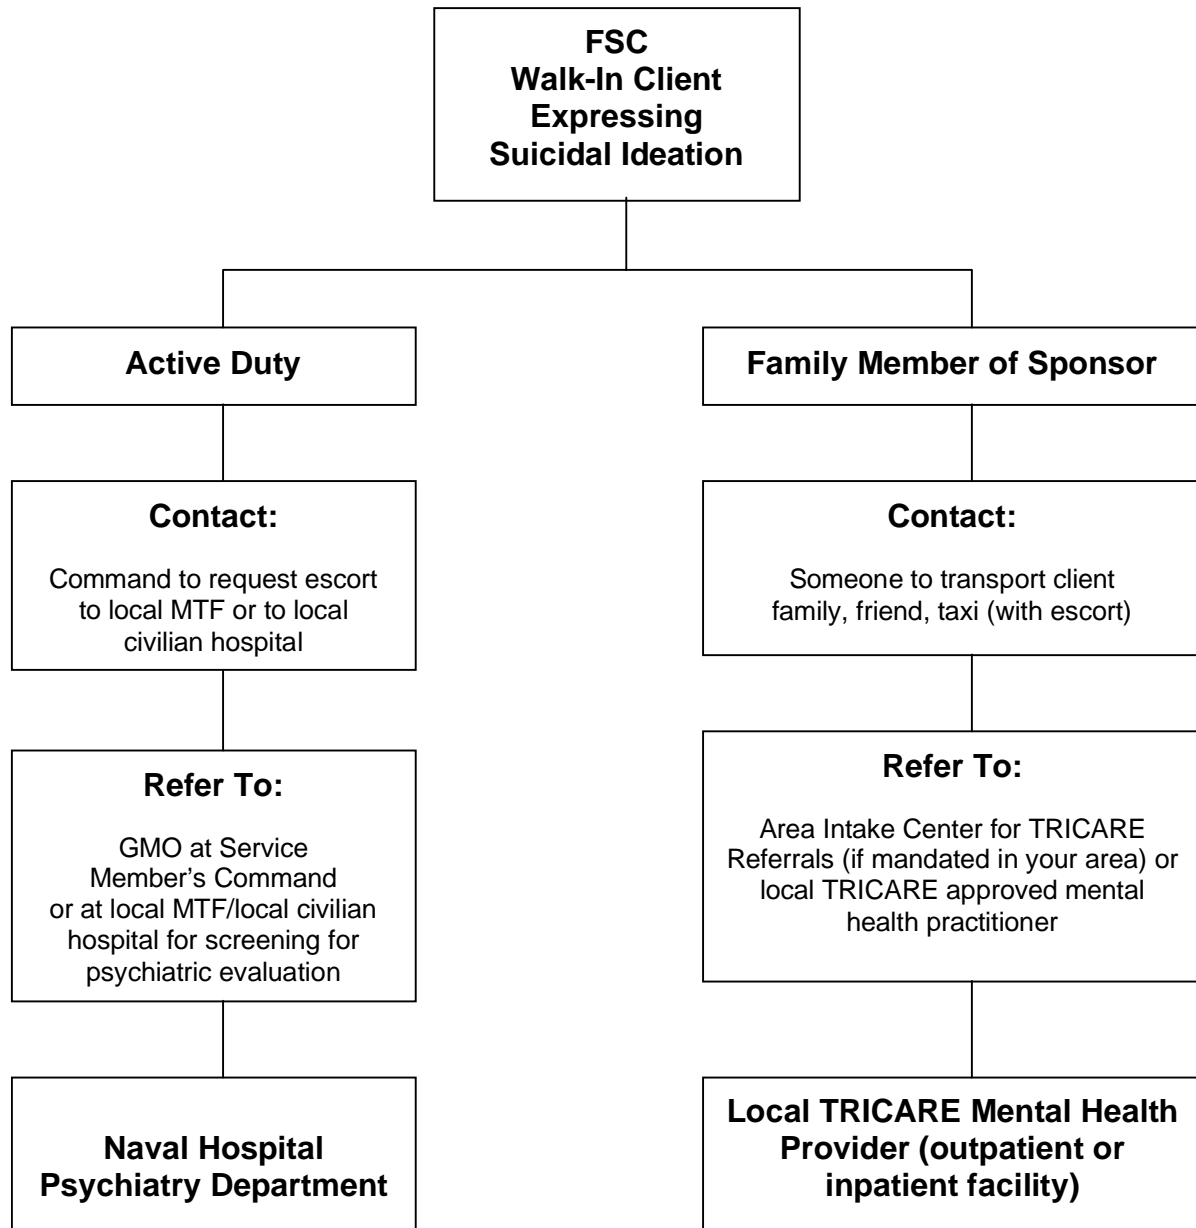 FSC
Walk-In Client
Expressing
Suicidal Ideation
Active Duty
Contact:
Command to request escort
to local MTF or to local
civilian hospital
Refer To:
GMO at Service
Member’s Command
or at local MTF/local civilian
hospital for screening for
psychiatric evaluation
Naval Hospital
Psychiatry Department
Family Member of Sponsor
Contact:
Someone to transport client
family, friend, taxi (with escort)
Refer To:
Area Intake Center for TRICARE
Referrals (if mandated in your area) or
local TRICARE approved mental
health practitioner
Local TRICARE Mental Health
Provider (outpatient or
inpatient facility)